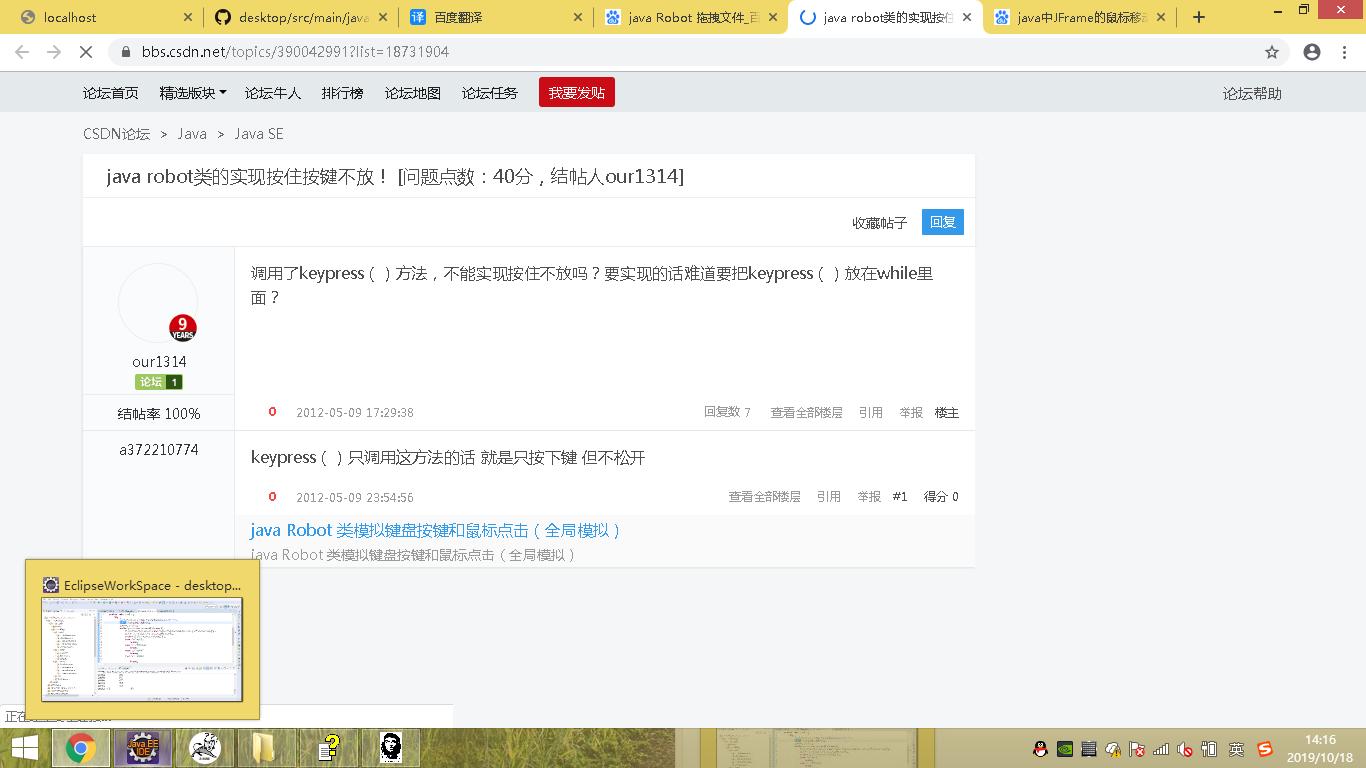 localhost
desktop/src/main/java
百度翻译
java Robot 拖拽文件_百
java robot类的实现按住
java中JFrame的鼠标移动
bbs.csdn.net/topics/390042991?list=18731904
论坛首页 精选版块 论坛牛人 排行榜 论坛地图 论坛任务 我要发贴 论坛帮助
CSDN论坛 > Java > Java SE
java robot类的实现按住按键不放！ [问题点数：40分，结帖人our1314]
收藏帖子 回复
调用了keypress（ ）方法，不能实现按住不放吗？要实现的话难道要把keypress（ ）放在while里
面？
9
YEARS
our1314
论坛 1
结帖率 100%
0 2012-05-09 17:29:38 回复数 7 查看全部楼层 引用 举报 楼主
a372210774
keypress（ ）只调用这方法的话 就是只按下键 但不松开
0 2012-05-09 23:54:56 查看全部楼层 引用 举报 #1 得分 0
java Robot 类模拟键盘按键和鼠标点击（全局模拟）
java Robot 类模拟键盘按键和鼠标点击（全局模拟）
EclipseWorkSpace - desktop...
Java EE
IDE
英
14:16
2019/10/18